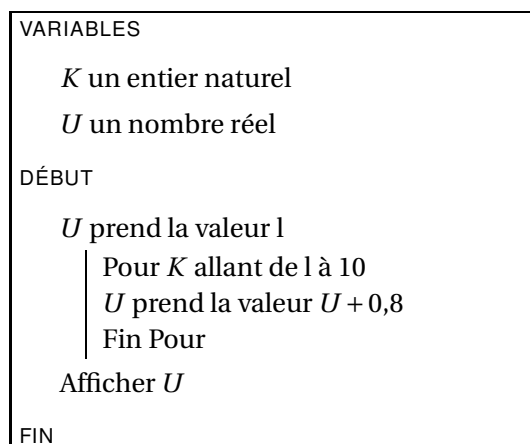 VARIABLES
K un entier naturel
U un nombre réel
DÉBUT
U prend la valeur l
Pour K allant de l à 10
U prend la valeur U + 0,8
Fin Pour
Afficher U
FIN